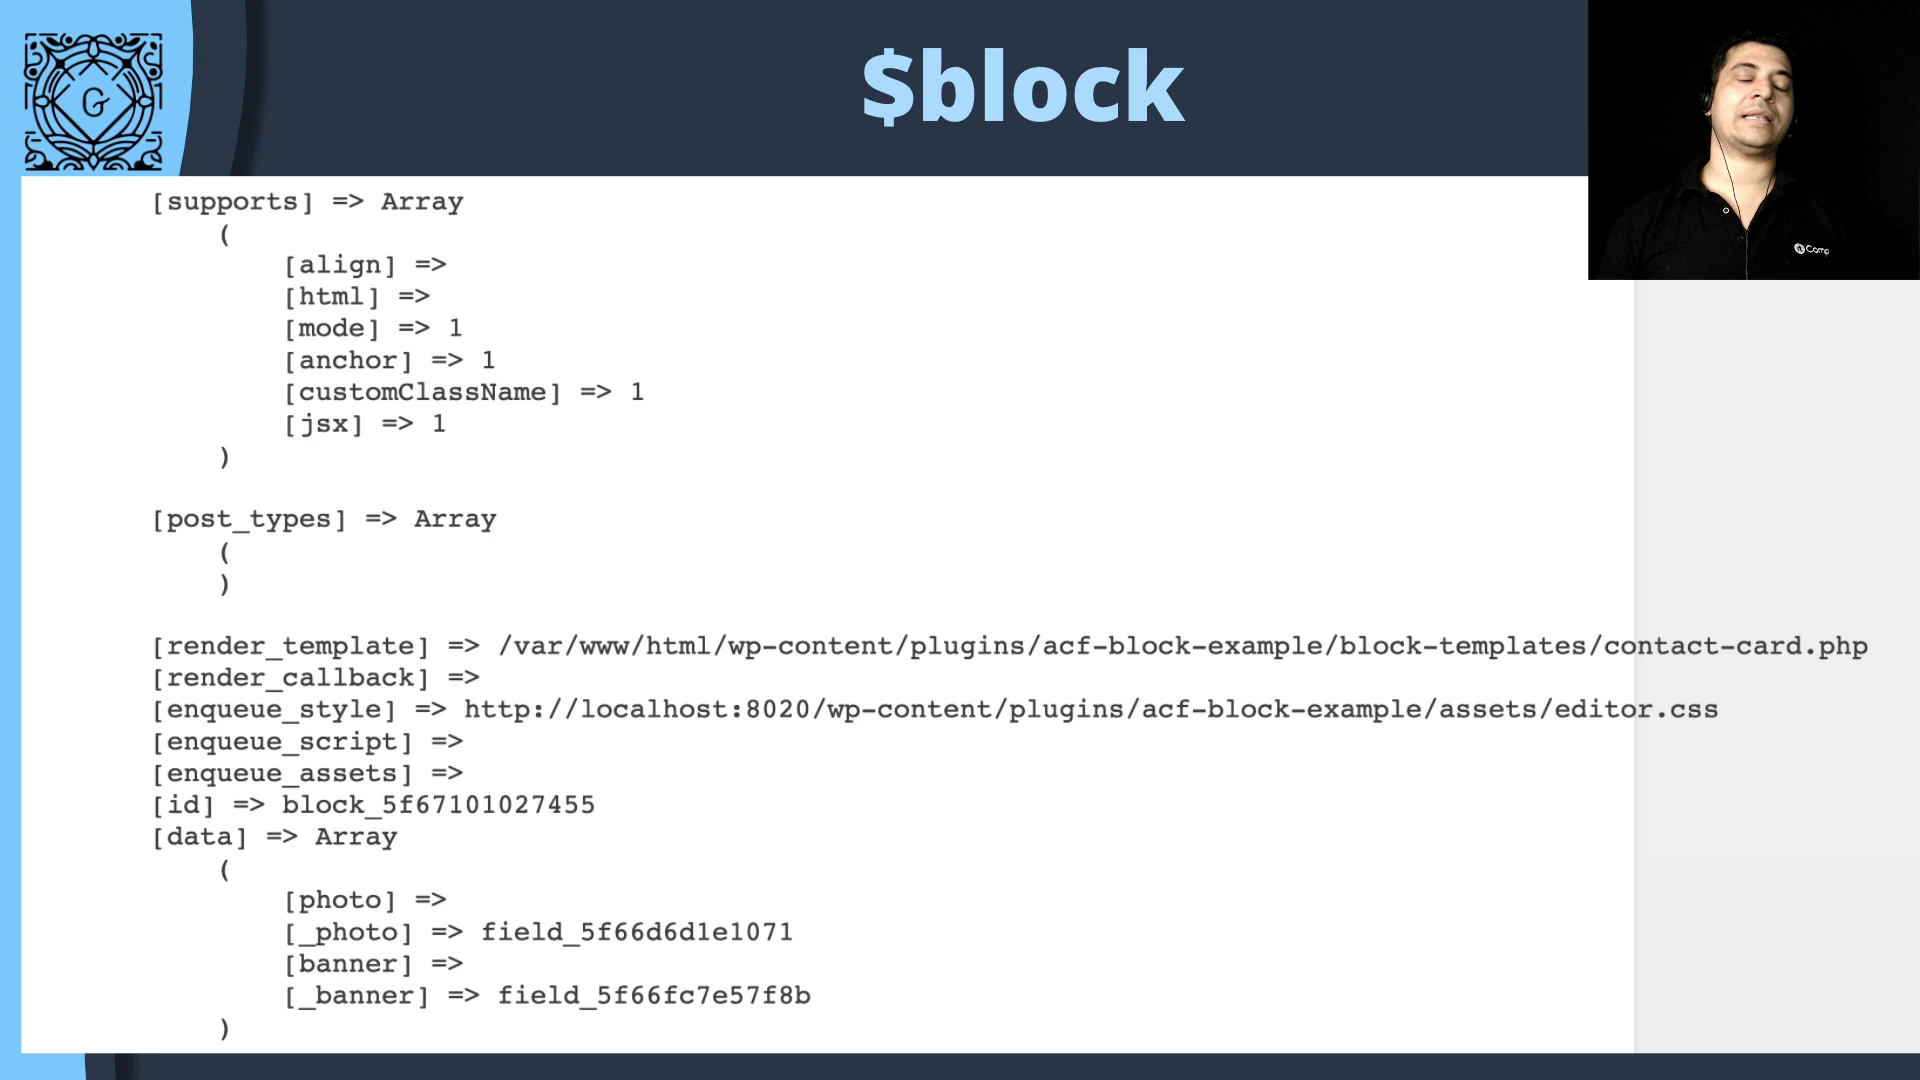 $block
G
[supports] => Array
(
[align] =>
[html] =>
[mode] => 1
[anchor] => 1
[customClassName] => 1
[jsx] => 1
)
[post_types] => Array
(
)
[render_template] => /var/www/html/wp-content/plugins/acf-block-example/block-templates/contact-card.php
[render_callback] =>
[enqueue_style] => http://localhost:8020/wp-content/plugins/acf-block-example/assets/editor.css
[enqueue_script] =>
[enqueue_assets] =>
[id] => block_5f67101027455
[data] => Array
(
[photo] =>
[_photo] => field_5f66d6d1e1071
[banner] =>
[_banner] => field_5f66fc7e57f8b
)
rtCamp